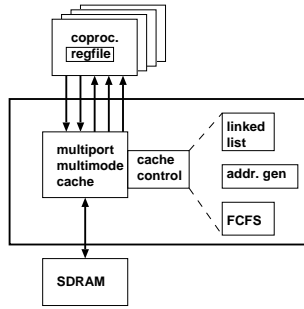 coproc.
regfile
multiport
multimode
cache
cache
control
linked
list
addr. gen
FCFS
SDRAM